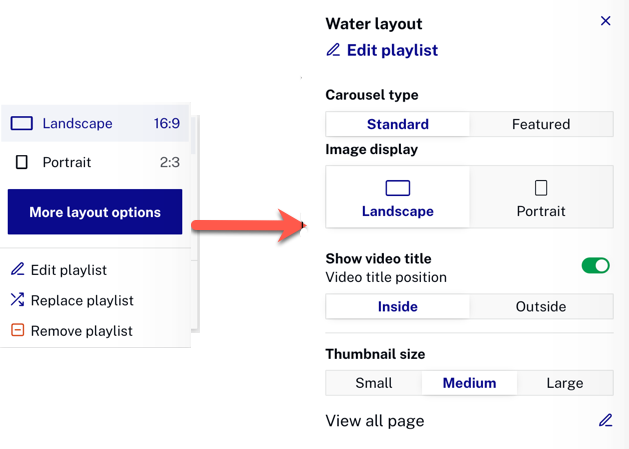 Landscape 16:9
Portrait 2:3
More layout options
Edit playlist
Replace playlist
Remove playlist
Water layout
Edit playlist
Carousel type
Standard Featured
Image display
Landscape Portrait
Show video title
Video title position
Inside Outside
Thumbnail size
Small Medium Large
View all page